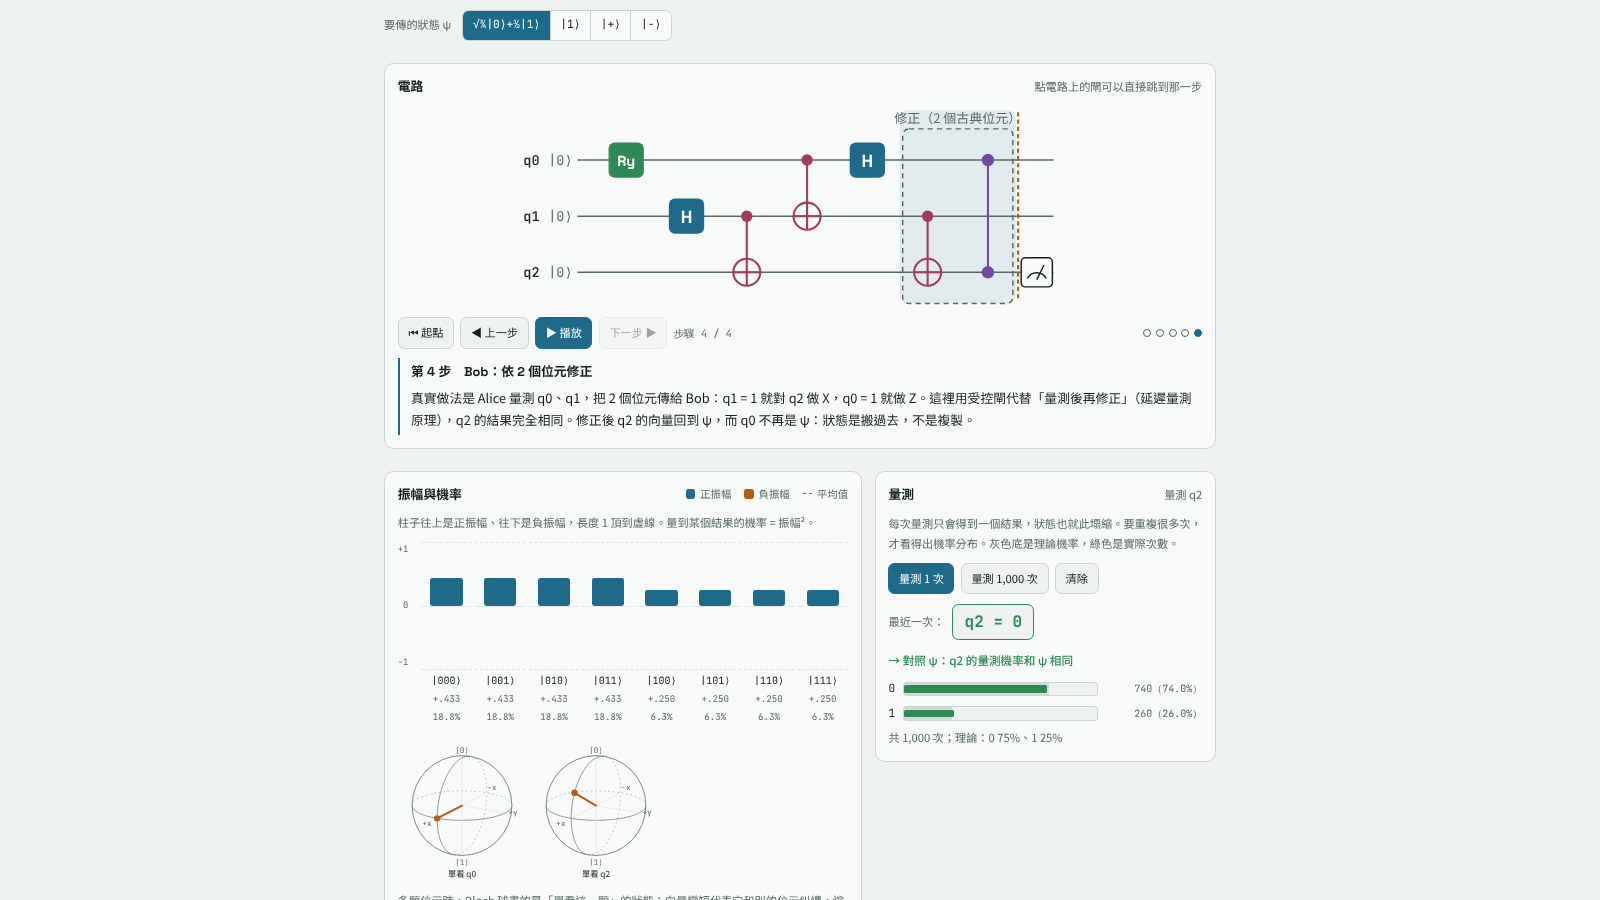 要傳的狀態 ψ √¾|0⟩+½|1⟩ |1⟩ |+⟩ |-⟩
電路 點電路上的閘可以直接跳到那一步
修正（2 個古典位元）
q0 |0⟩ Ry H
q1 |0⟩ H
q2 |0⟩
⏮ 起點 ◀ 上一步 ▶ 播放 下一步 ▶ 步驟 4 / 4
第 4 步 Bob：依 2 個位元修正
真實做法是 Alice 量測 q0、q1，把 2 個位元傳給 Bob：q1 = 1 就對 q2 做 X，q0 = 1 就做 Z。這裡用受控閘代替「量測後再修正」（延遲量測
原理），q2 的結果完全相同。修正後 q2 的向量回到 ψ，而 q0 不再是 ψ：狀態是搬過去，不是複製。
振幅與機率 正振幅 負振幅 -- 平均值
柱子往上是正振幅、往下是負振幅，長度 1 頂到虛線。量到某個結果的機率 = 振幅²。
+1
0
-1
|000⟩ |001⟩ |010⟩ |011⟩ |100⟩ |101⟩ |110⟩ |111⟩
+.433 +.433 +.433 +.433 +.250 +.250 +.250 +.250
18.8% 18.8% 18.8% 18.8% 6.3% 6.3% 6.3% 6.3%
|0⟩ |0⟩
-x -x
+y +y
+x +x
|1⟩ |1⟩
單看 q0 單看 q2
量測 量測 q2
每次量測只會得到一個結果，狀態也就此塌縮。要重複很多次，
才看得出機率分布。灰色底是理論機率，綠色是實際次數。
量測 1 次 量測 1,000 次 清除
最近一次： q2 = 0
→ 對照 ψ：q2 的量測機率和 ψ 相同
0 740 (74.0%)
1 260 (26.0%)
共 1,000 次；理論：0 75%、1 25%